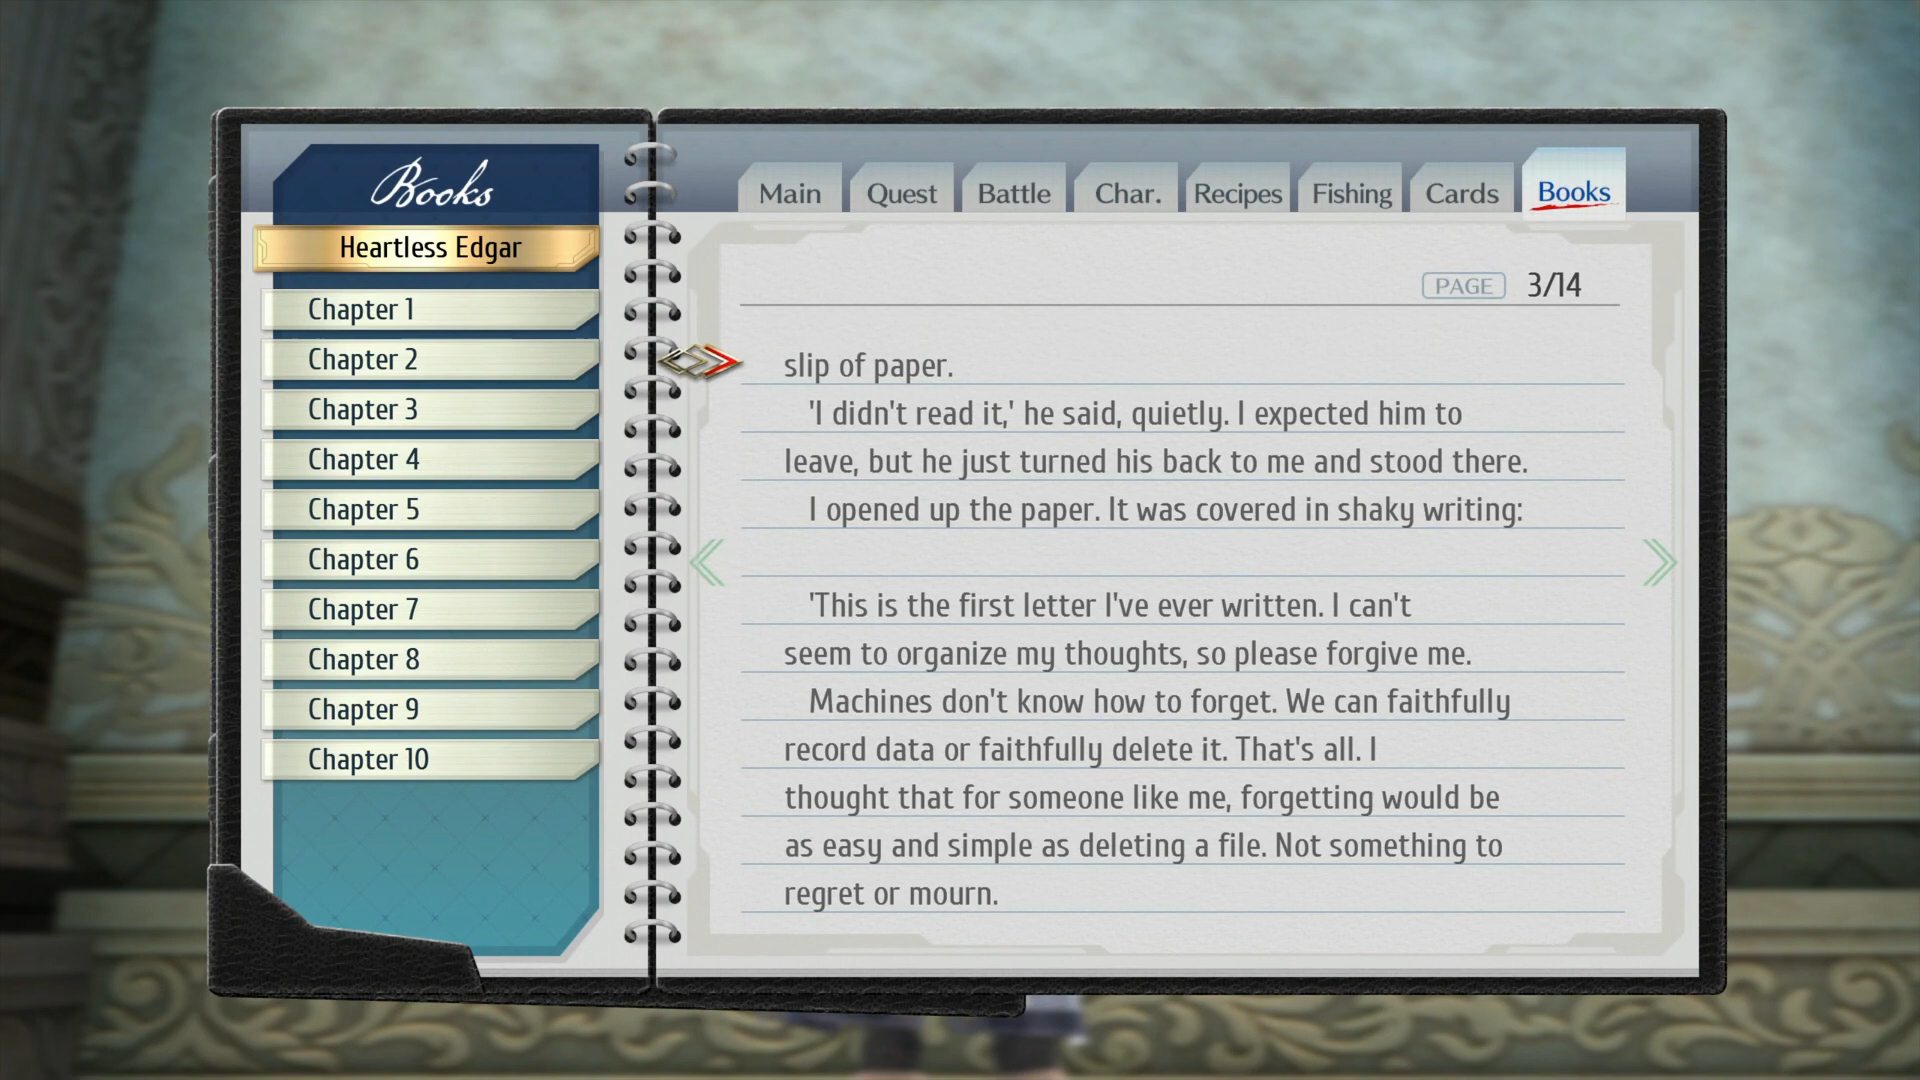 Books
Heartless Edgar
Chapter 1
Chapter 2
Chapter 3
Chapter 4
Chapter 5
Chapter 6
Chapter 7
Chapter 8
Chapter 9
Chapter 10
Main Quest Battle Char. Recipes Fishing Cards Books
PAGE 3/14
slip of paper.
'I didn't read it,' he said, quietly. I expected him to
leave, but he just turned his back to me and stood there.
I opened up the paper. It was covered in shaky writing:
'This is the first letter I've ever written. I can't
seem to organize my thoughts, so please forgive me.
Machines don't know how to forget. We can faithfully
record data or faithfully delete it. That's all. I
thought that for someone like me, forgetting would be
as easy and simple as deleting a file. Not something to
regret or mourn.